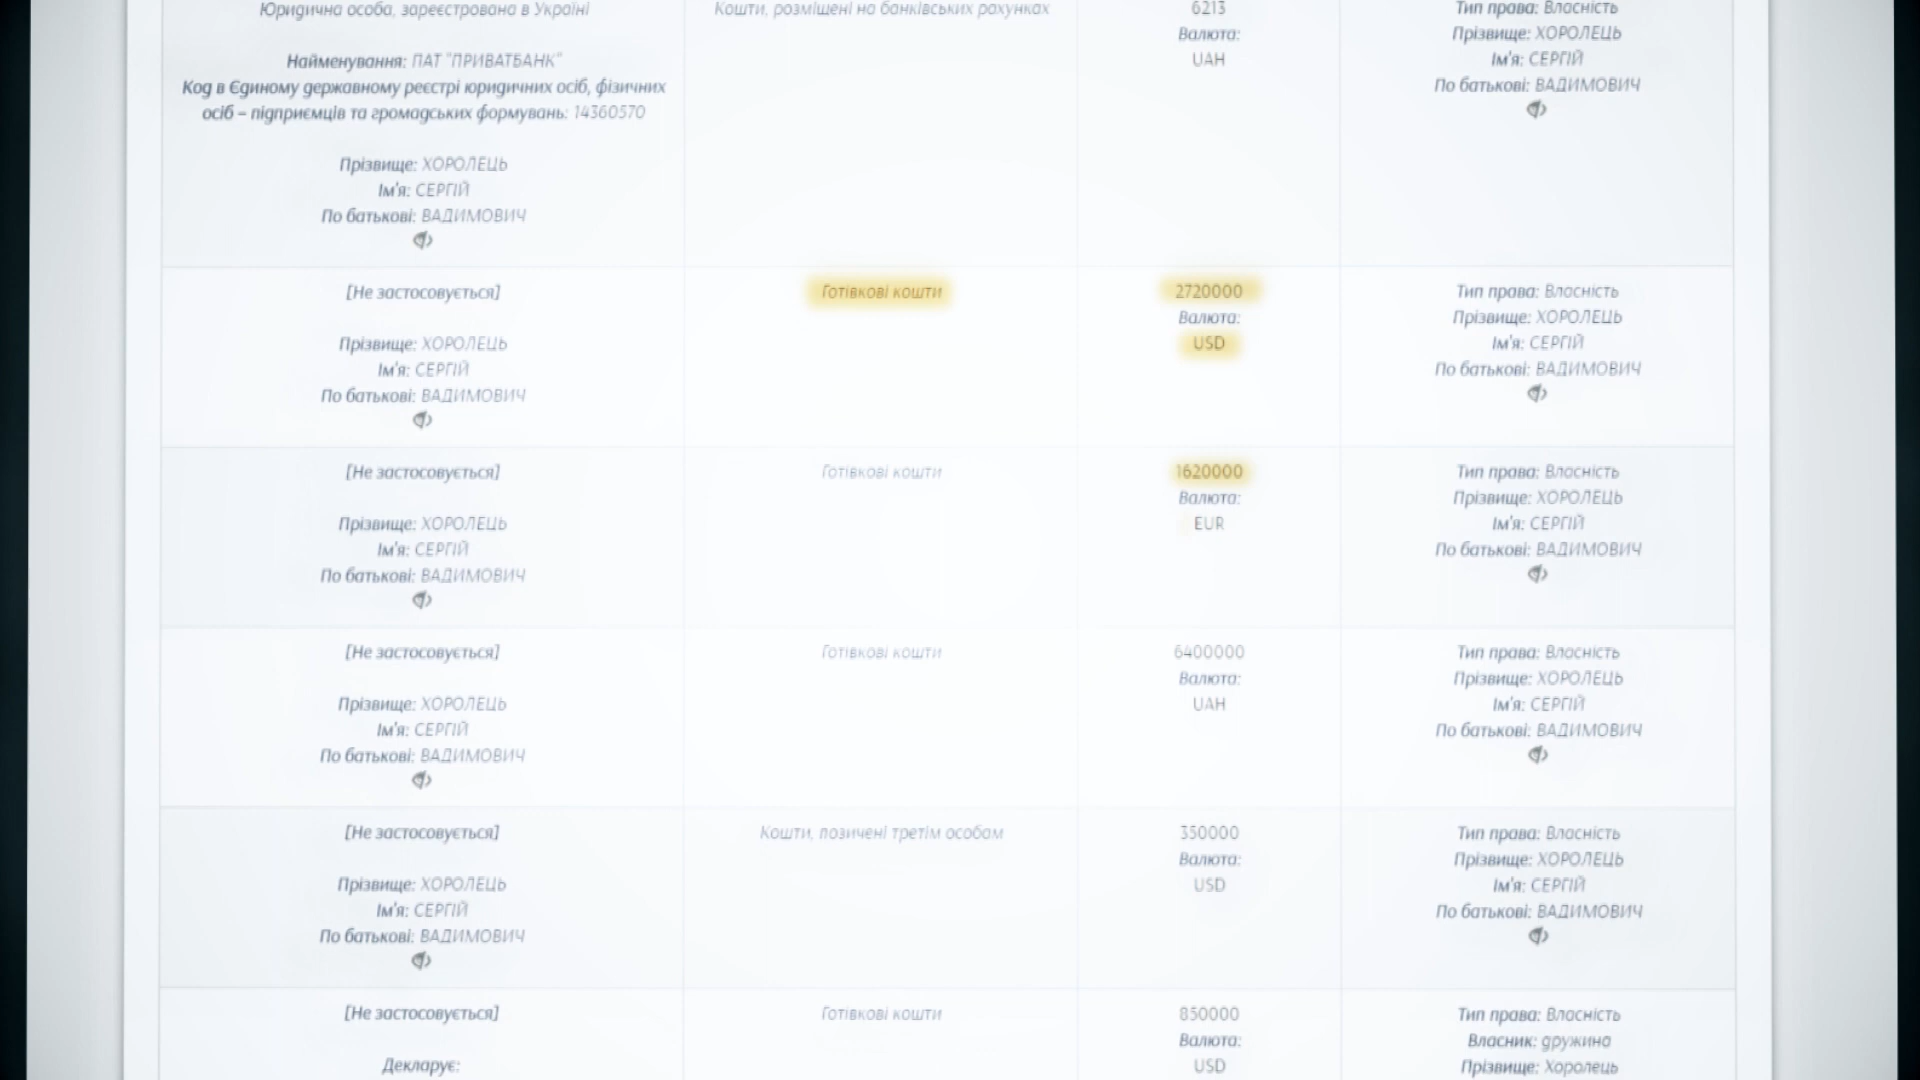 Юридична особа, зареєстрована в Україні
Найменування: ПАТ "ПРИВАТБАНК"
Код в Єдиному державному реєстрі юридичних осіб, фізичних
осіб – підприємців та громадських формувань: 14360570
Прізвище: ХОРОЛЕЦЬ
Ім'я: СЕРГІЙ
По батькові: ВАДИМОВИЧ
Кошти, розміщені на банківських рахунках
6213
Валюта:
UAH
Тип права: Власність
Прізвище: ХОРОЛЕЦЬ
Ім'я: СЕРГІЙ
По батькові: ВАДИМОВИЧ
[Не застосовується]
Прізвище: ХОРОЛЕЦЬ
Ім'я: СЕРГІЙ
По батькові: ВАДИМОВИЧ
Готівкові кошти
2720000
Валюта:
USD
Тип права: Власність
Прізвище: ХОРОЛЕЦЬ
Ім'я: СЕРГІЙ
По батькові: ВАДИМОВИЧ
[Не застосовується]
Прізвище: ХОРОЛЕЦЬ
Ім'я: СЕРГІЙ
По батькові: ВАДИМОВИЧ
Готівкові кошти
1620000
Валюта:
EUR
Тип права: Власність
Прізвище: ХОРОЛЕЦЬ
Ім'я: СЕРГІЙ
По батькові: ВАДИМОВИЧ
[Не застосовується]
Прізвище: ХОРОЛЕЦЬ
Ім'я: СЕРГІЙ
По батькові: ВАДИМОВИЧ
Готівкові кошти
6400000
Валюта:
UAH
Тип права: Власність
Прізвище: ХОРОЛЕЦЬ
Ім'я: СЕРГІЙ
По батькові: ВАДИМОВИЧ
[Не застосовується]
Прізвище: ХОРОЛЕЦЬ
Ім'я: СЕРГІЙ
По батькові: ВАДИМОВИЧ
Кошти, позичені третім особам
350000
Валюта:
USD
Тип права: Власність
Прізвище: ХОРОЛЕЦЬ
Ім'я: СЕРГІЙ
По батькові: ВАДИМОВИЧ
[Не застосовується]
Декларує:
Готівкові кошти
850000
Валюта:
USD
Тип права: Власність
Власник: дружина
Прізвище: Хоролець